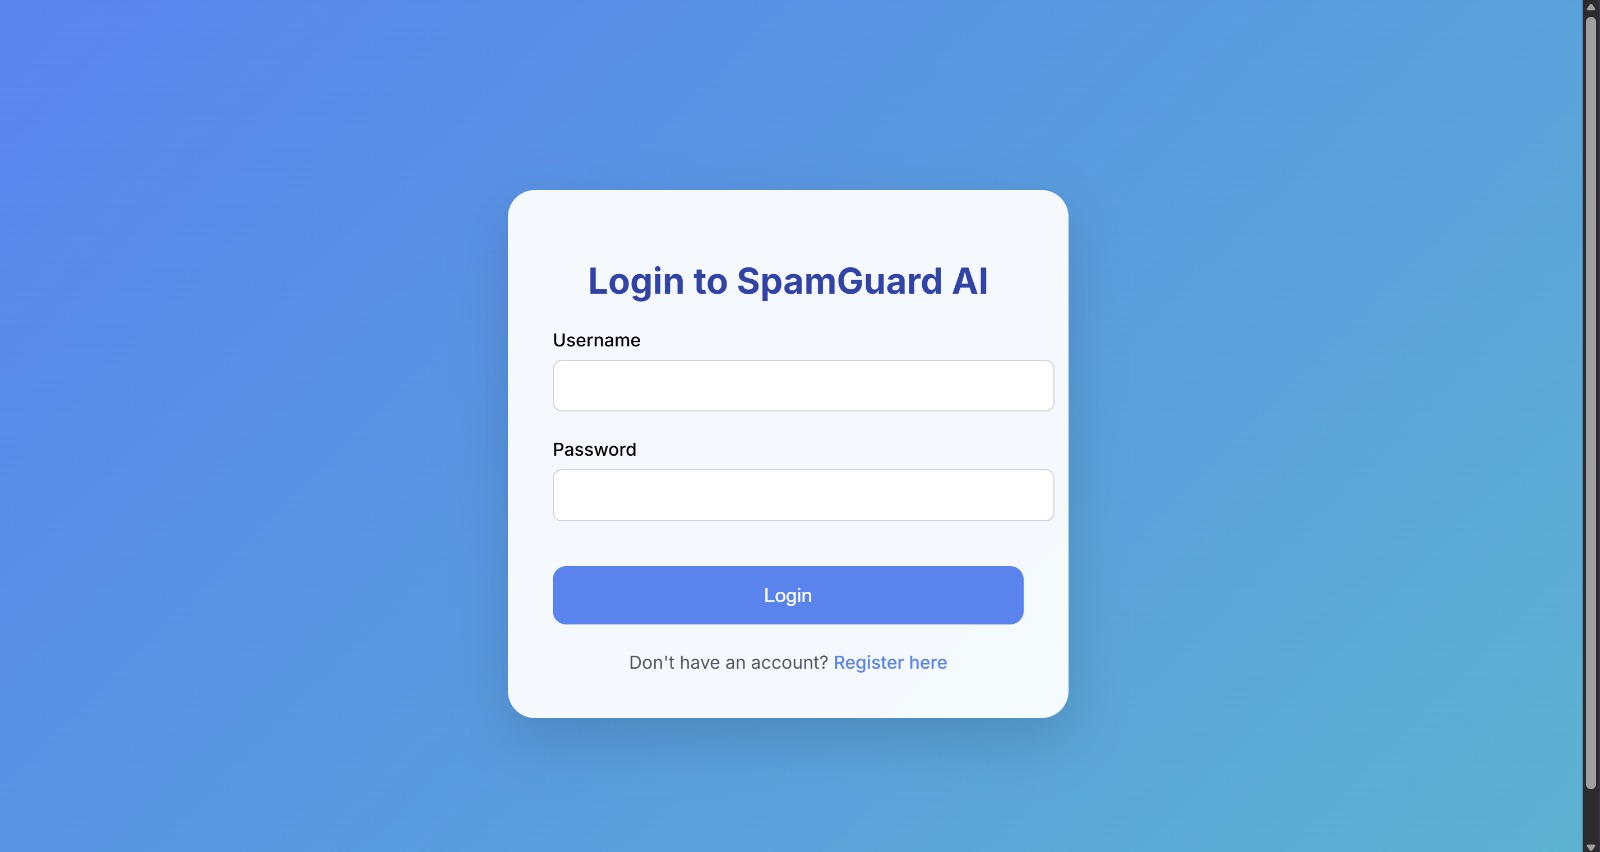 Login to SpamGuard AI
Username
Password
Login
Don't have an account? Register here